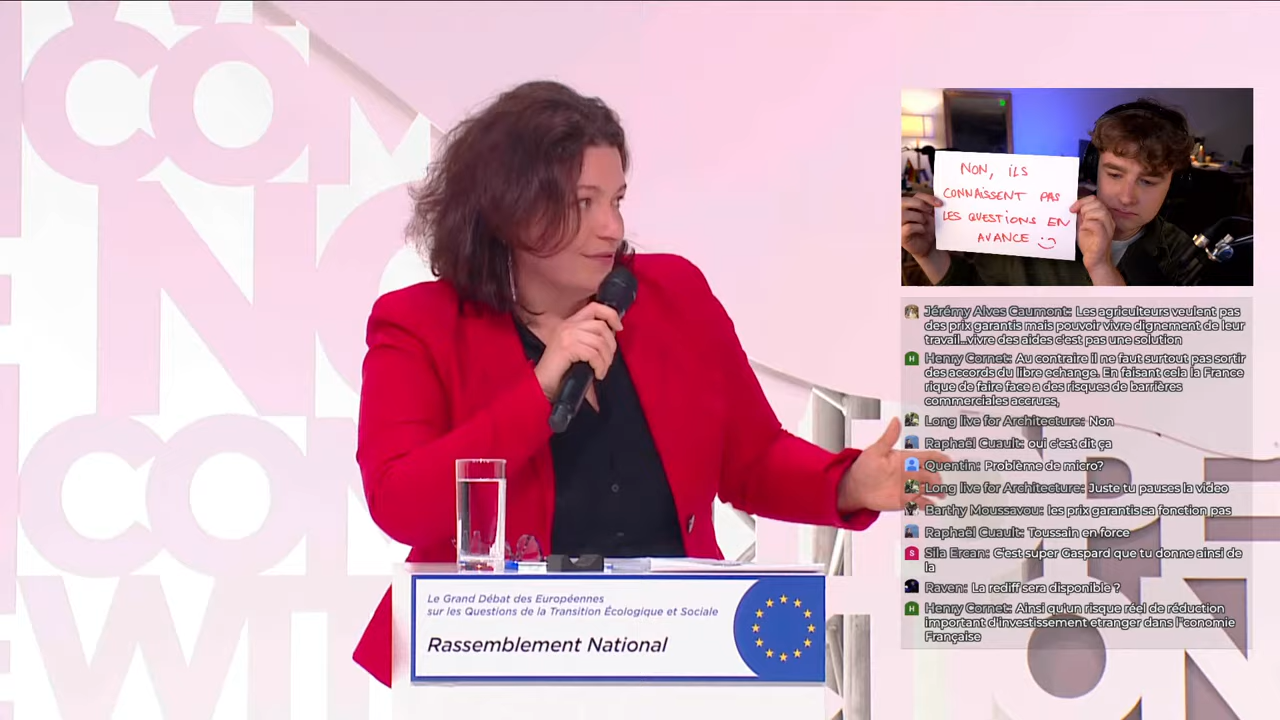 COM
NO
CON
EWI
NON, ILS
CONNAISSENT PAS
LES QUESTIONS EN
AVANCE :)
Jérémy Alves Caumont: Les agriculteurs veulent pas
des prix garantis mais pouvoir vivre dignement de leur
travail...vivre des aides c'est pas une solution
H
Henry Cornet: Au contraire il ne faut surtout pas sortir
des accords du libre echange. En faisant cela la France
rique de faire face a des risques de barrières
commerciales accrues,
Long live for Architecture: Non
Raphaël Cuault: oui c'est dit ça
Quentin: Problème de micro?
Long live for Architecture: Juste tu pauses la video
Barthy Moussavou: les prix garantis sa fonction pas
Raphaël Cuault: Toussain en force
S
Sila Ercan: C'est super Gaspard que tu donne ainsi de
la
Raven: La rediff sera disponible ?
H
Henry Cornet: Ainsi qu'un risque réel de réduction
important d'investissement etranger dans l"economie
Française
Le Grand Débat des Européennes
sur les Questions de la Transition Écologique et Sociale
Rassemblement National